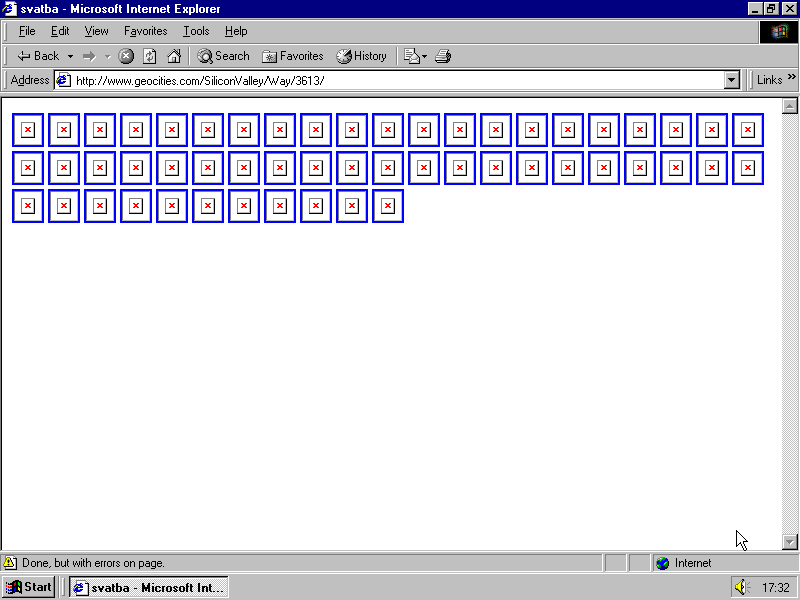 svatba - Microsoft Internet Explorer
File Edit View Favorites Tools Help
Back Search Favorites History
Address http://www.geocities.com/SiliconValley/Way/3613/ Links »
Done, but with errors on page. Internet
Start svatba - Microsoft Int... 17:32